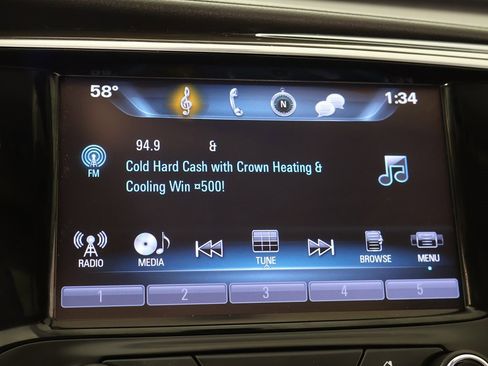 58°
N
1:34
94.9 &
FM
Cold Hard Cash with Crown Heating &
Cooling Win ¤500!
RADIO
MEDIA
TUNE
BROWSE
MENU
1 2 3 4 5